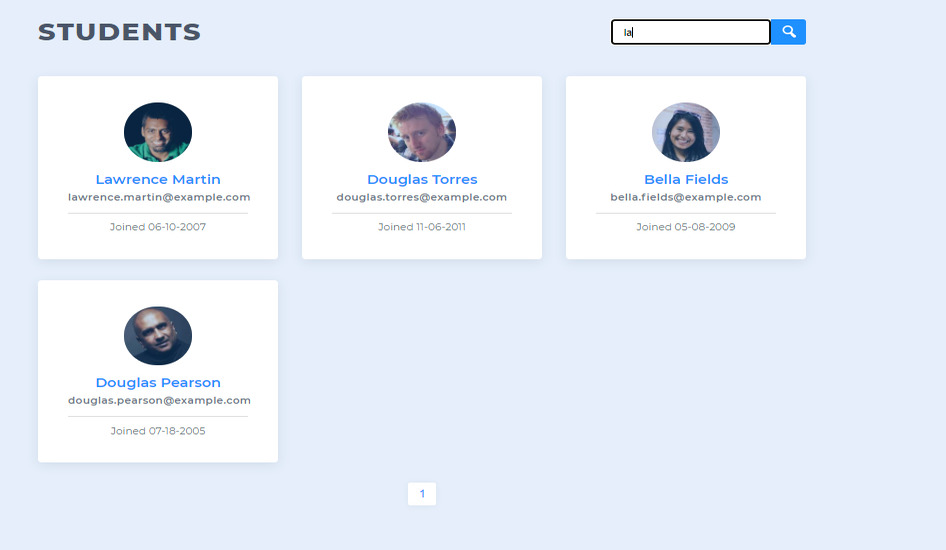 STUDENTS
la
Lawrence Martin
lawrence.martin@example.com
Joined 06-10-2007
Douglas Torres
douglas.torres@example.com
Joined 11-06-2011
Bella Fields
bella.fields@example.com
Joined 05-08-2009
Douglas Pearson
douglas.pearson@example.com
Joined 07-18-2005
1